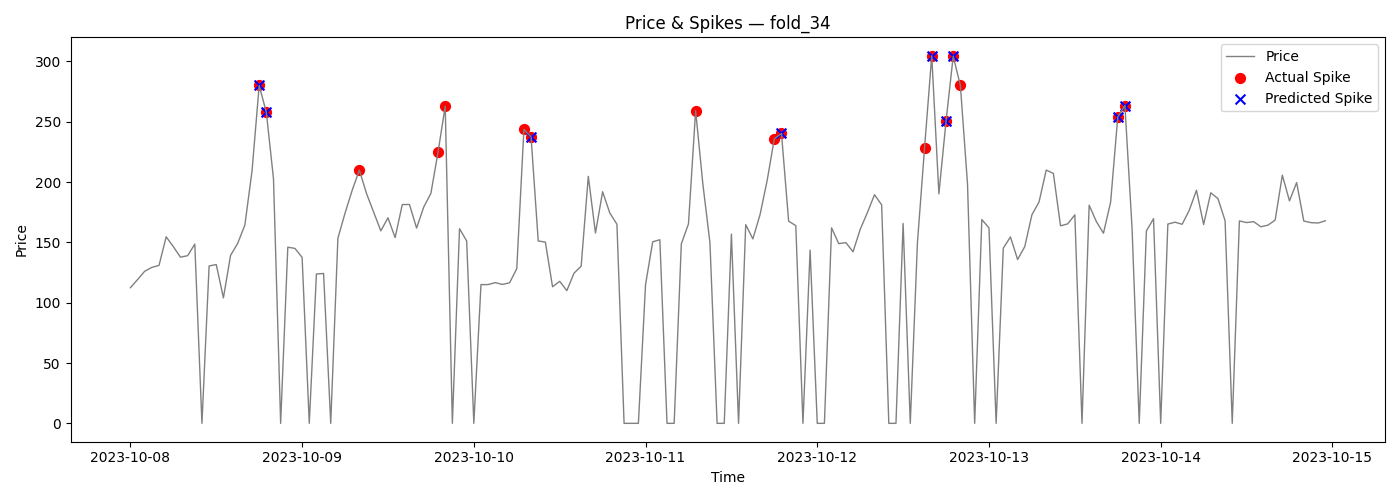 Price & Spikes — fold_34
Price
Actual Spike
Predicted Spike
300
250
200
150
100
50
0
Price
2023-10-08
2023-10-09
2023-10-10
2023-10-11
2023-10-12
2023-10-13
2023-10-14
2023-10-15
Time